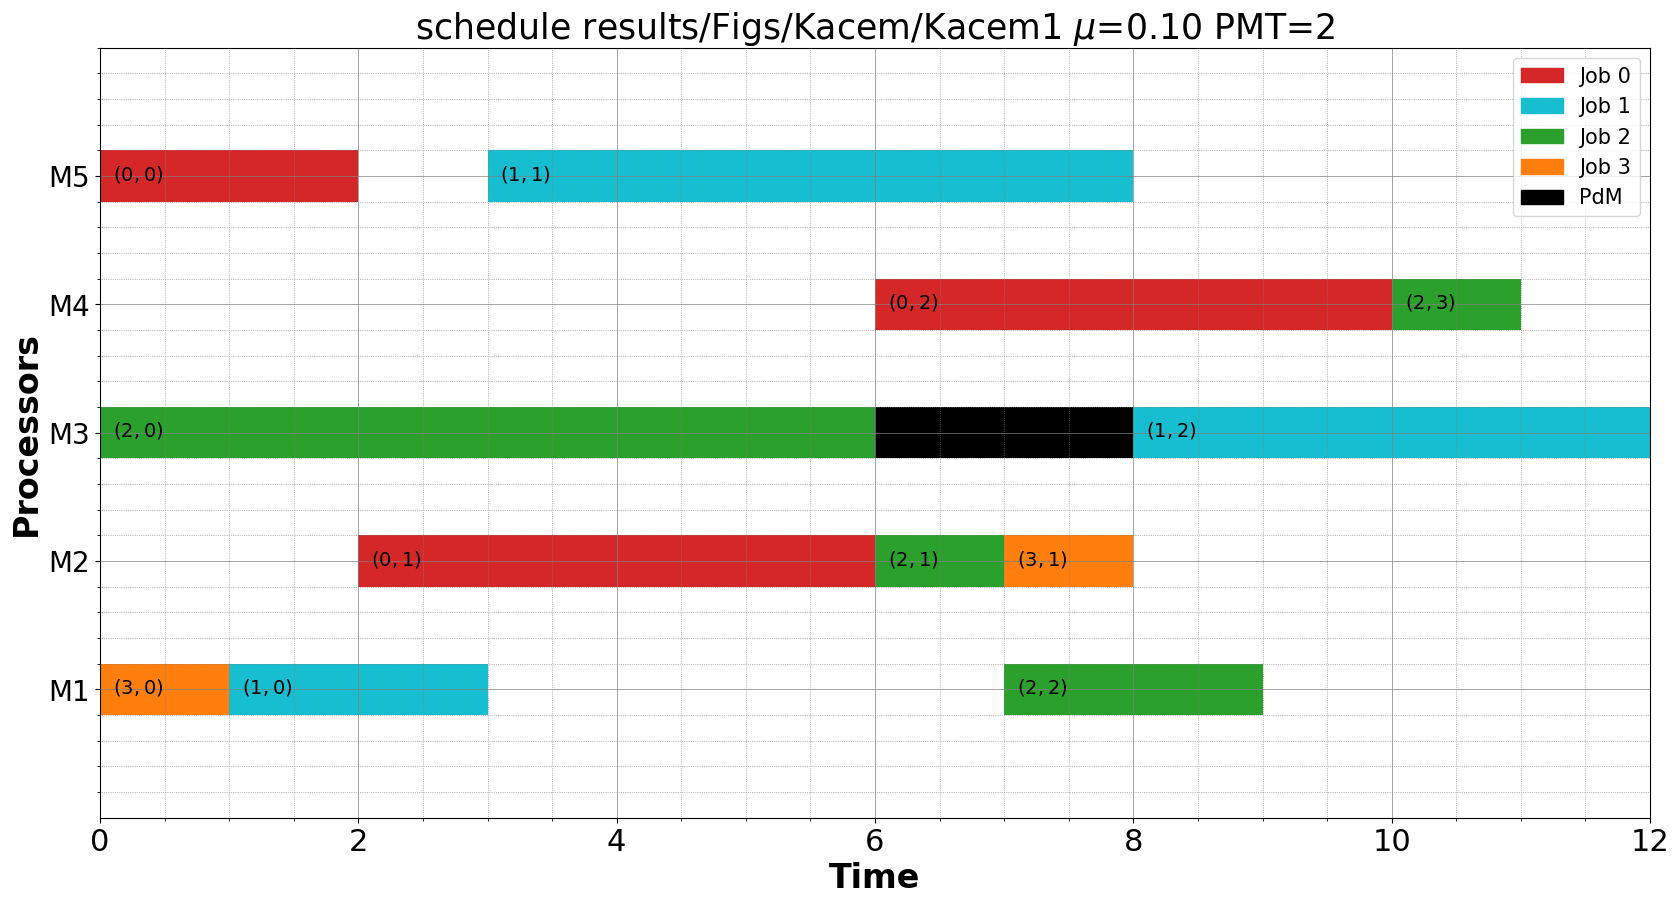 schedule results/Figs/Kacem/Kacem1 μ=0.10 PMT=2
Job 0
Job 1
Job 2
Job 3
PdM
M5
(0, 0)
(1, 1)
M4
(0, 2)
(2, 3)
M3
(2, 0)
(1, 2)
M2
(0, 1)
(2, 1)
(3, 1)
M1
(3, 0)
(1, 0)
(2, 2)
Processors
0 2 4 6 8 10 12
Time